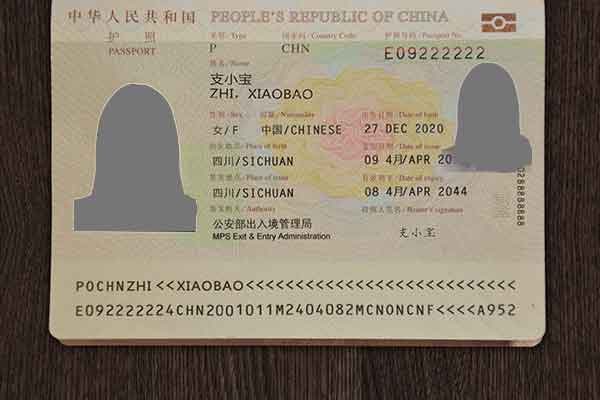 中华人民共和国 PEOPLE'S REPUBLIC OF CHINA
护照 类型 / Type 国家码 / Country Code 护照号码 / Passport No
PASSPORT P CHN E09222222
姓名 / Name
支小宝
ZHI, XIAOBAO
性别 / Sex 国籍 / Nationality 出生日期 / Date of birth
女/F 中国/CHINESE 27 DEC 2020
出生地点 / Place of birth 签发日期 / Date of issue
四川/SICHUAN 09 4月/APR 20
签发地点 / Place of issue 有效期至 / Date of expiry
四川/SICHUAN 08 4月/APR 2044
签发机关 / Authority 持照人签名 / Bearer's signature
公安部出入境管理局 支小宝
MPS Exit & Entry Administration
POCHNZHI<<XIAOBAO<<<<<<<<<<<<<<<<<<<<<<<<<<<
E092222224CHN2001011M2404082MCNONCNF<<<<A952